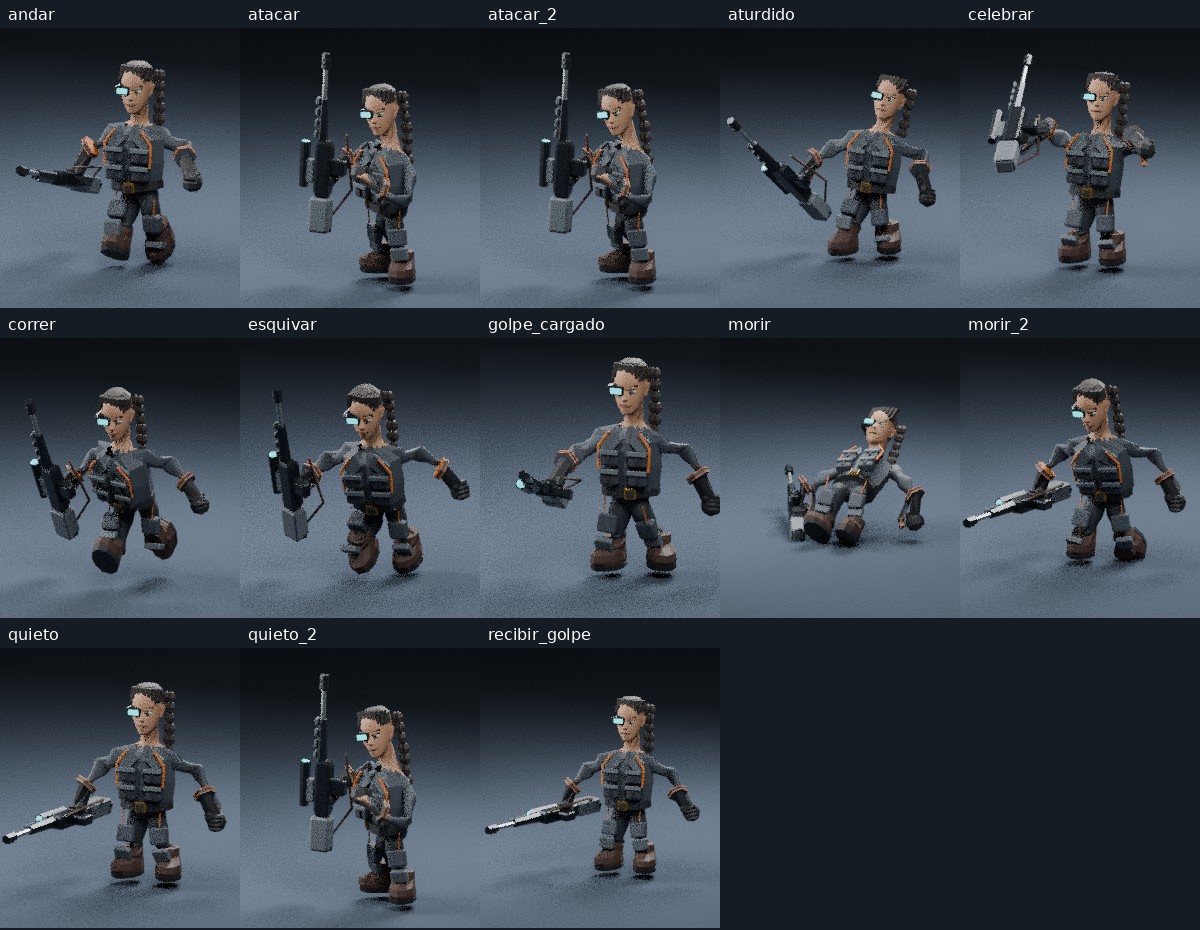 andar
atacar
atacar_2
aturdido
celebrar
correr
esquivar
golpe_cargado
morir
morir_2
quieto
quieto_2
recibir_golpe